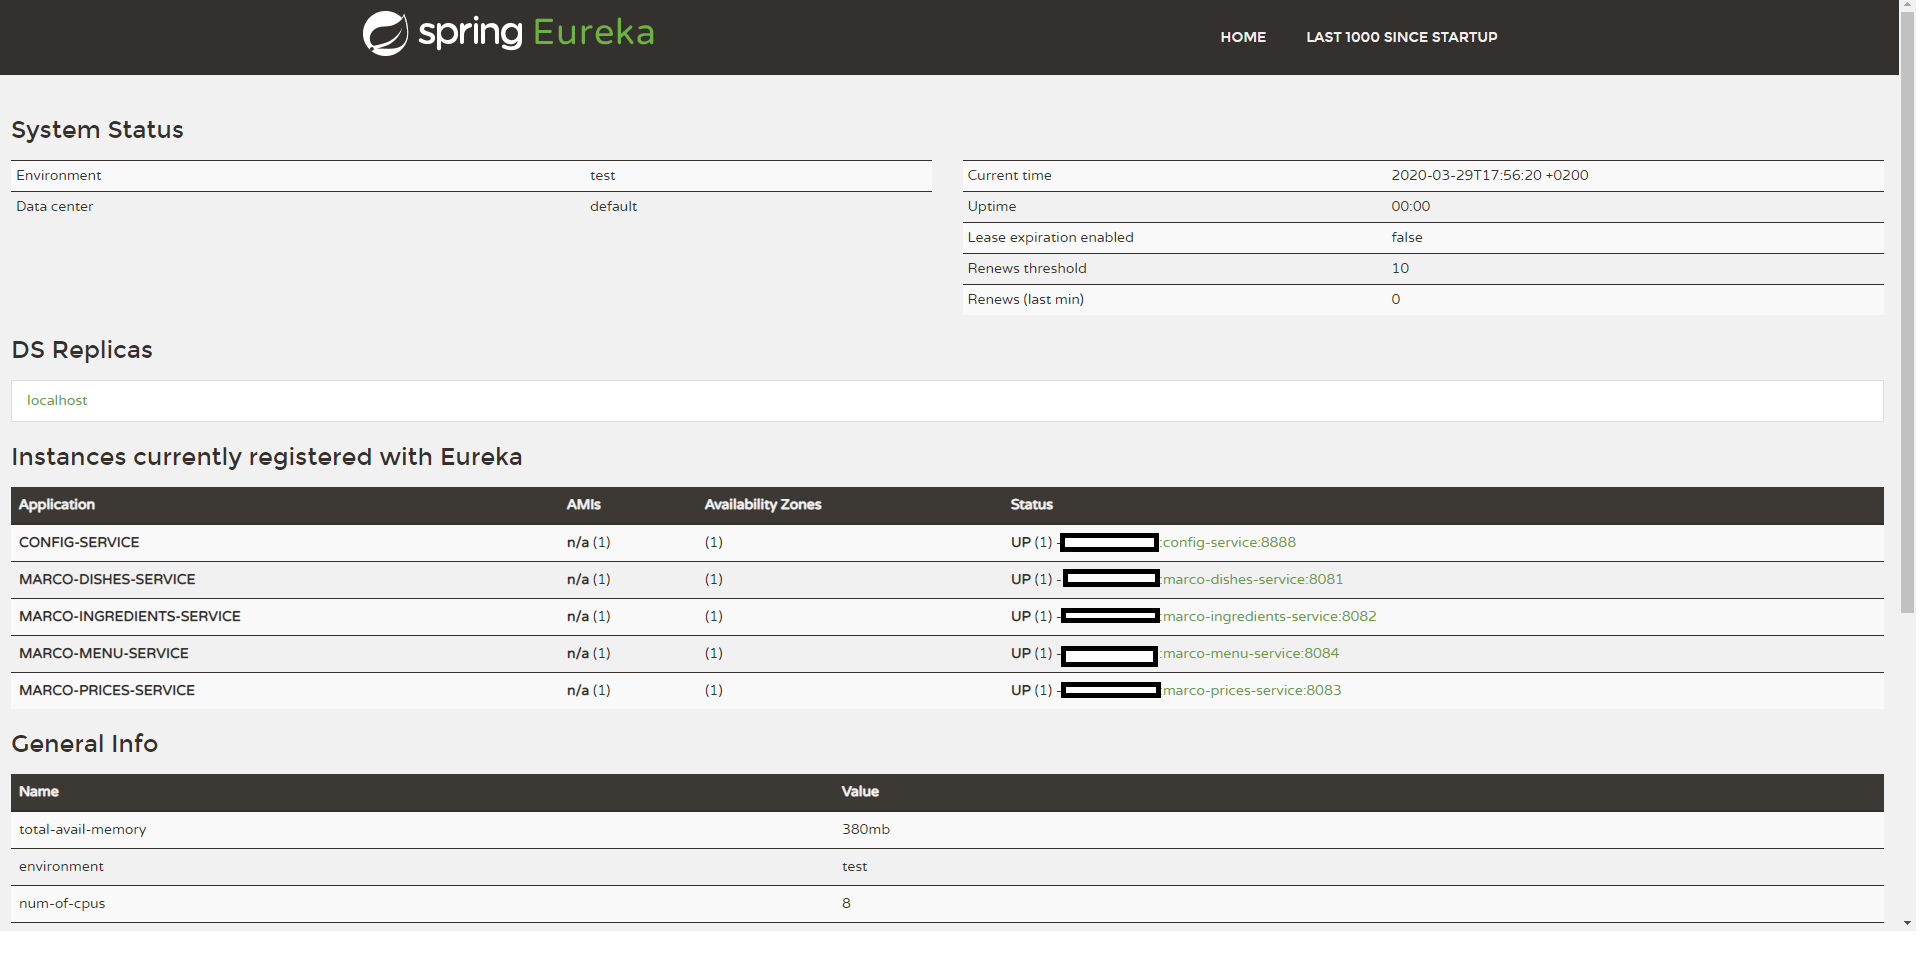 spring Eureka HOME LAST 1000 SINCE STARTUP
System Status
Environment test
Data center default
Current time 2020-03-29T17:56:20 +0200
Uptime 00:00
Lease expiration enabled false
Renews threshold 10
Renews (last min) 0
DS Replicas
localhost
Instances currently registered with Eureka
Application AMIs Availability Zones Status
CONFIG-SERVICE n/a (1) (1) UP (1) - :config-service:8888
MARCO-DISHES-SERVICE n/a (1) (1) UP (1) - :marco-dishes-service:8081
MARCO-INGREDIENTS-SERVICE n/a (1) (1) UP (1) - :marco-ingredients-service:8082
MARCO-MENU-SERVICE n/a (1) (1) UP (1) - :marco-menu-service:8084
MARCO-PRICES-SERVICE n/a (1) (1) UP (1) - marco-prices-service:8083
General Info
Name Value
total-avail-memory 380mb
environment test
num-of-cpus 8